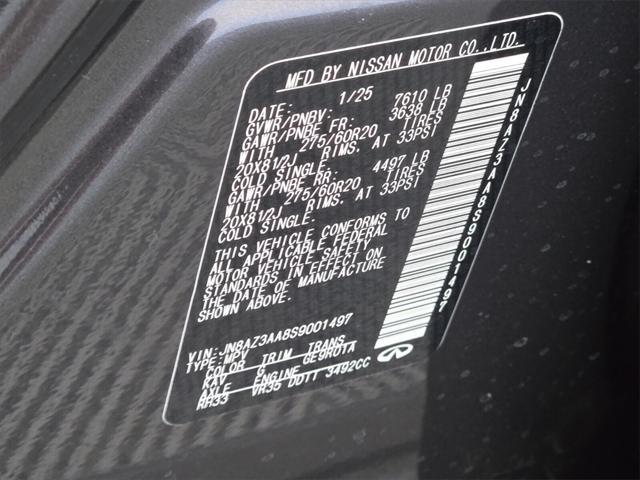 MFD BY NISSAN MOTOR CO.,LTD.
DATE: 1/25
GVWR/PNBV: 7610 LB
GAWR/PNBE FR: 3638 LB
WITH 275/60R20 TIRES
20X81/2J RIMS. AT 33PSI
COLD SINGLE.
GAWR/PNBE RR: 4497 LB
WITH 275/60R20 TIRES
20X81/2J RIMS. AT 33PSI
COLD SINGLE.
THIS VEHICLE CONFORMS TO
ALL APPLICABLE FEDERAL
MOTOR VEHICLE SAFETY
STANDARDS IN EFFECT ON
THE DATE OF MANUFACTURE
SHOWN ABOVE.
VIN:JN8AZ3AA8S9001497
TYPE:MPV
COLOR TRIM TRANS
KAV G GE9R01A
AXLE ENGINE
RH33 VR35 DDTT 3492CC
JN8AZ3AA8S9001497